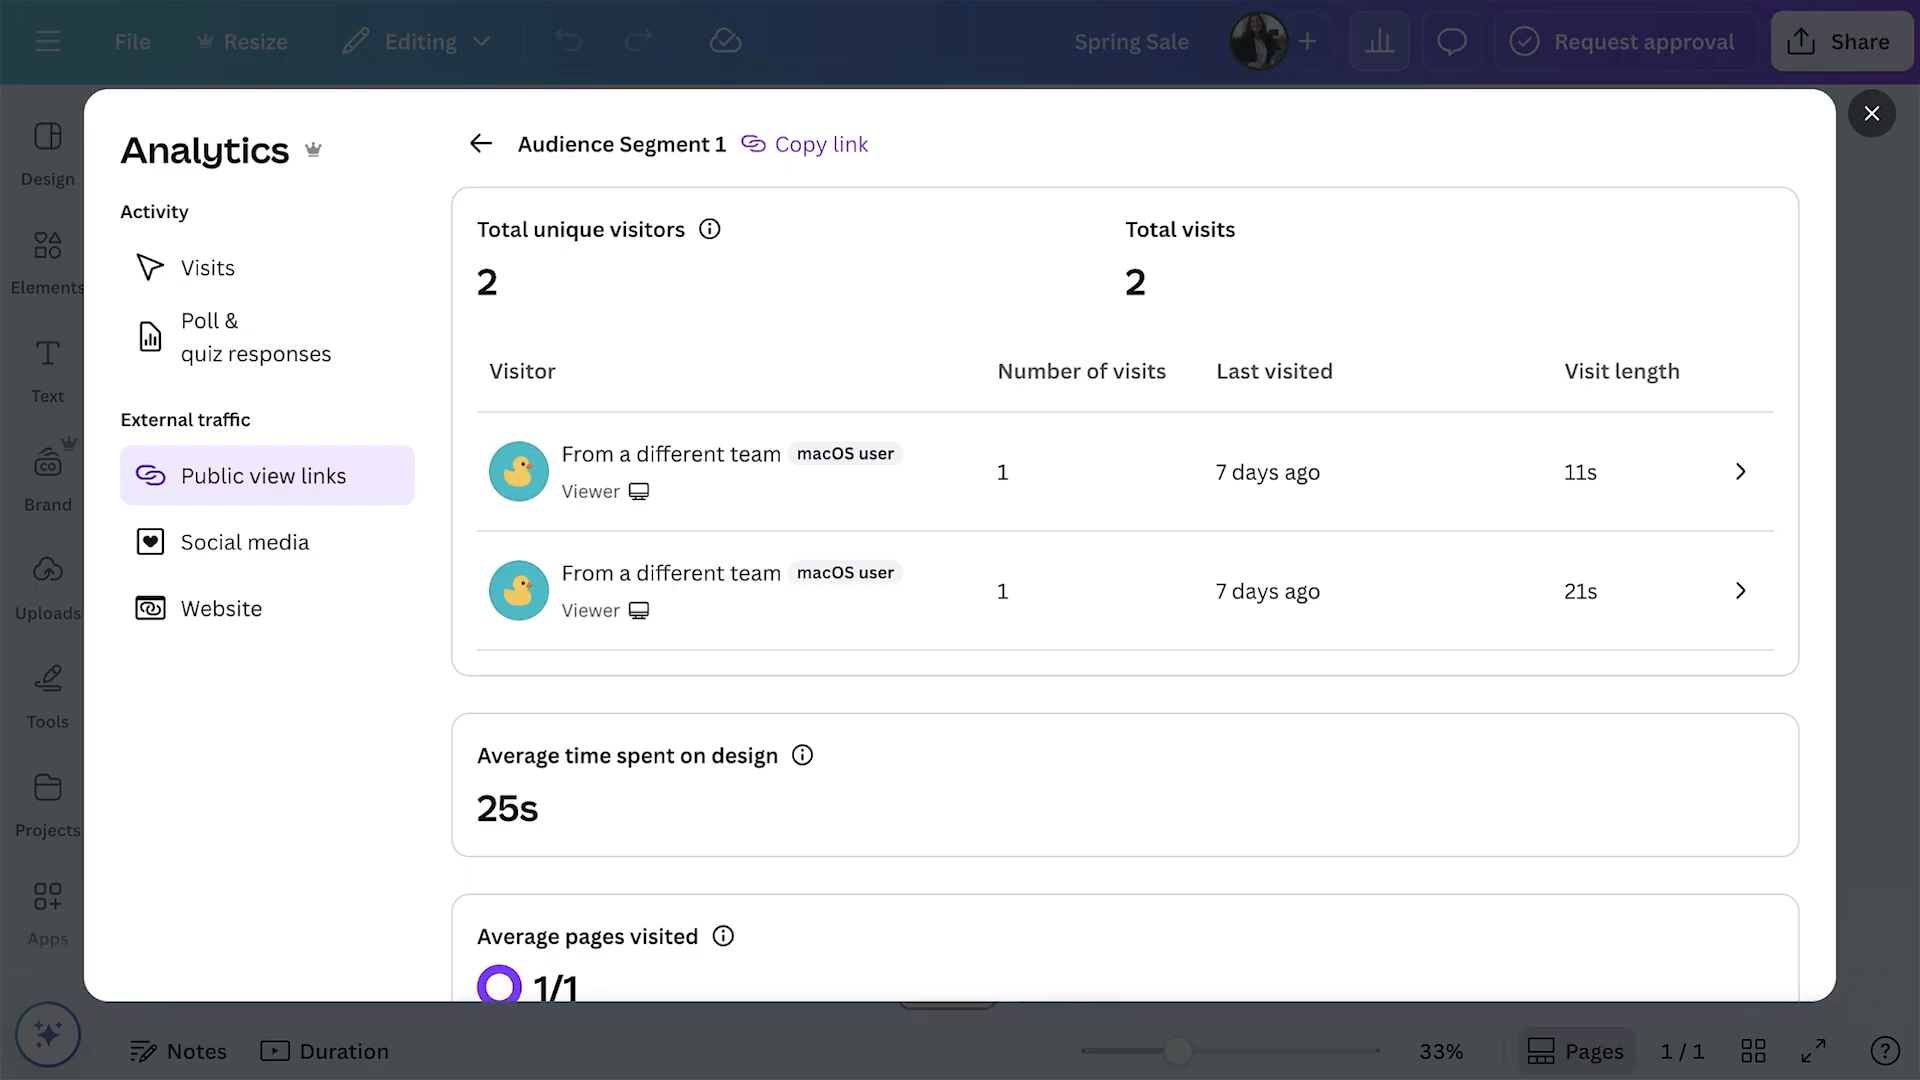 File
Resize
Editing
Spring Sale
Request approval
Share
Design
Elements
Text
Brand
Uploads
Tools
Projects
Apps
Analytics
Activity
Visits
Poll &
quiz responses
External traffic
Public view links
Social media
Website
Audience Segment 1
Copy link
Total unique visitors
2
Total visits
2
Visitor
Number of visits
Last visited
Visit length
From a different team
macOS user
Viewer
1
7 days ago
11s
From a different team
macOS user
Viewer
1
7 days ago
21s
Average time spent on design
25s
Average pages visited
1/1
Notes
Duration
33%
Pages
1 / 1